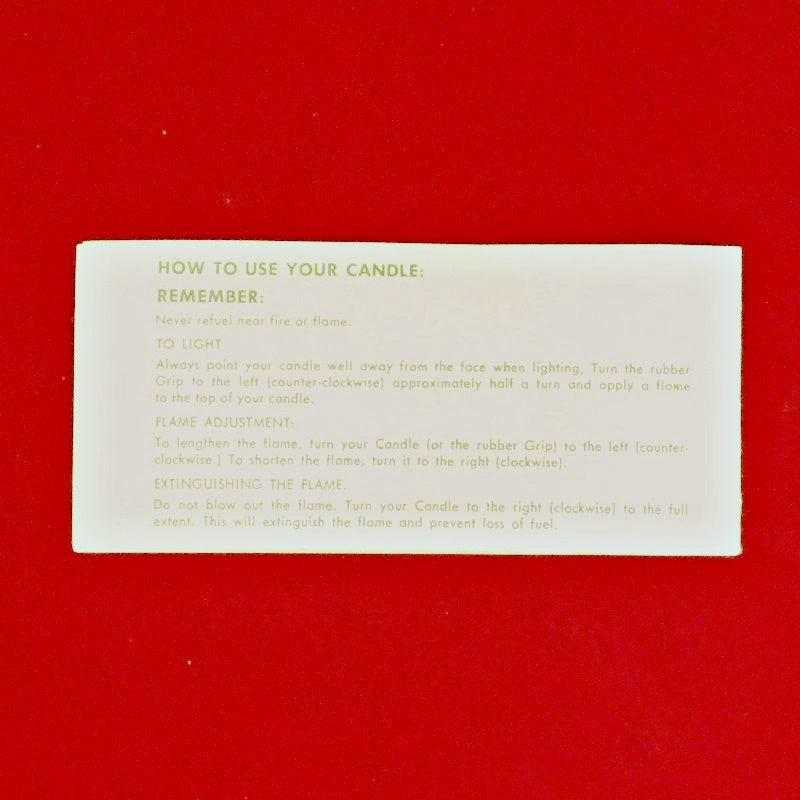 HOW TO USE YOUR CANDLE:
REMEMBER:
Never refuel near fire or flame.
TO LIGHT
Always point your candle well away from the face when lighting. Turn the rubber
Grip to the left (counter-clockwise) approximately half a turn and apply a flame
to the top of your candle.
FLAME ADJUSTMENT:
To lengthen the flame, turn your Candle (or the rubber Grip) to the left (counter-
clockwise.) To shorten the flame, turn it to the right (clockwise).
EXTINGUISHING THE FLAME.
Do not blow out the flame. Turn your Candle to the right (clockwise) to the full
extent. This will extinguish the flame and prevent loss of fuel.